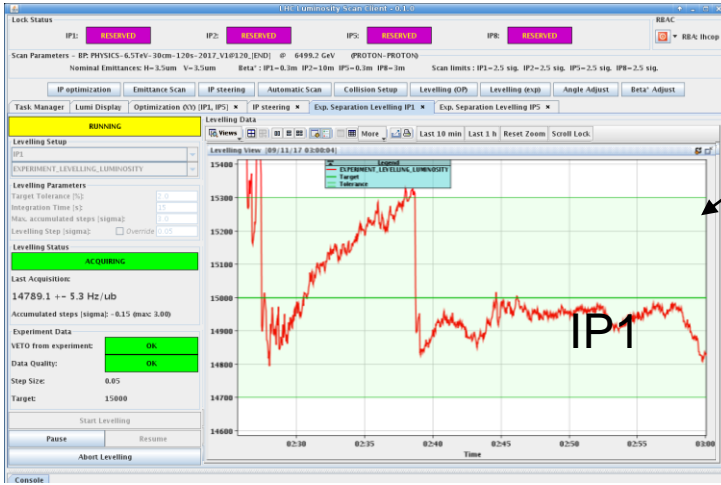 LHC Luminosity Scan Client - 0.1.0
Lock Status
RBAC
IP1: RESERVED IP2: RESERVED IP5: RESERVED IP8: RESERVED
RBA: lhcop
Scan Parameters - BP: PHYSICS-6.5TeV-30cm-120s-2017_V1@120_[END] @ 6499.2 GeV (PROTON-PROTON)
Nominal Emittances: H=3.5um V=3.5um Beta*: IP1=0.3m IP2=10m IP5=0.3m IP8=3m Scan limits: IP1=2.5 sig. IP2=2.5 sig. IP5=2.5 sig. IP8=2.5 sig.
IP optimization Emittance Scan IP steering Automatic Scan Collision Setup Levelling (OP) Levelling (exp) Angle Adjust Beta* Adjust
Task Manager Lumi Display Optimization (XY) [IP1, IP5] × IP steering × Exp. Separation Levelling IP1 × Exp. Separation Levelling IP5 ×
RUNNING
Levelling Setup
IP1
EXPERIMENT_LEVELLING_LUMINOSITY
Levelling Parameters
Target Tolerance [%]: 2.0
Integration Time [s]: 15
Max. accumulated steps [sigma]: 2.0
Levelling Step [sigma]: Override 0.05
Levelling Status
ACQUIRING
Last Acquisition:
14789.1 +- 5.3 Hz/ub
Accumulated steps [sigma]: -0.15 (max: 3.00)
Experiment Data
VETO from experiment: OK
Data Quality: OK
Step Size: 0.05
Target: 15000
Start Levelling
Pause Resume
Abort Levelling
Console
Levelling Data
Views More Last 10 min Last 1 h Reset Zoom Scroll Lock
Levelling View [09/11/17 03:00:04]
Legend
EXPERIMENT_LEVELLING_LUMINOSITY
Target
Tolerance
15400
15300
15200
15100
15000
14900
14800
14700
14600
IP1
02:30 02:35 02:40 02:45 02:50 02:55 03:00
Time